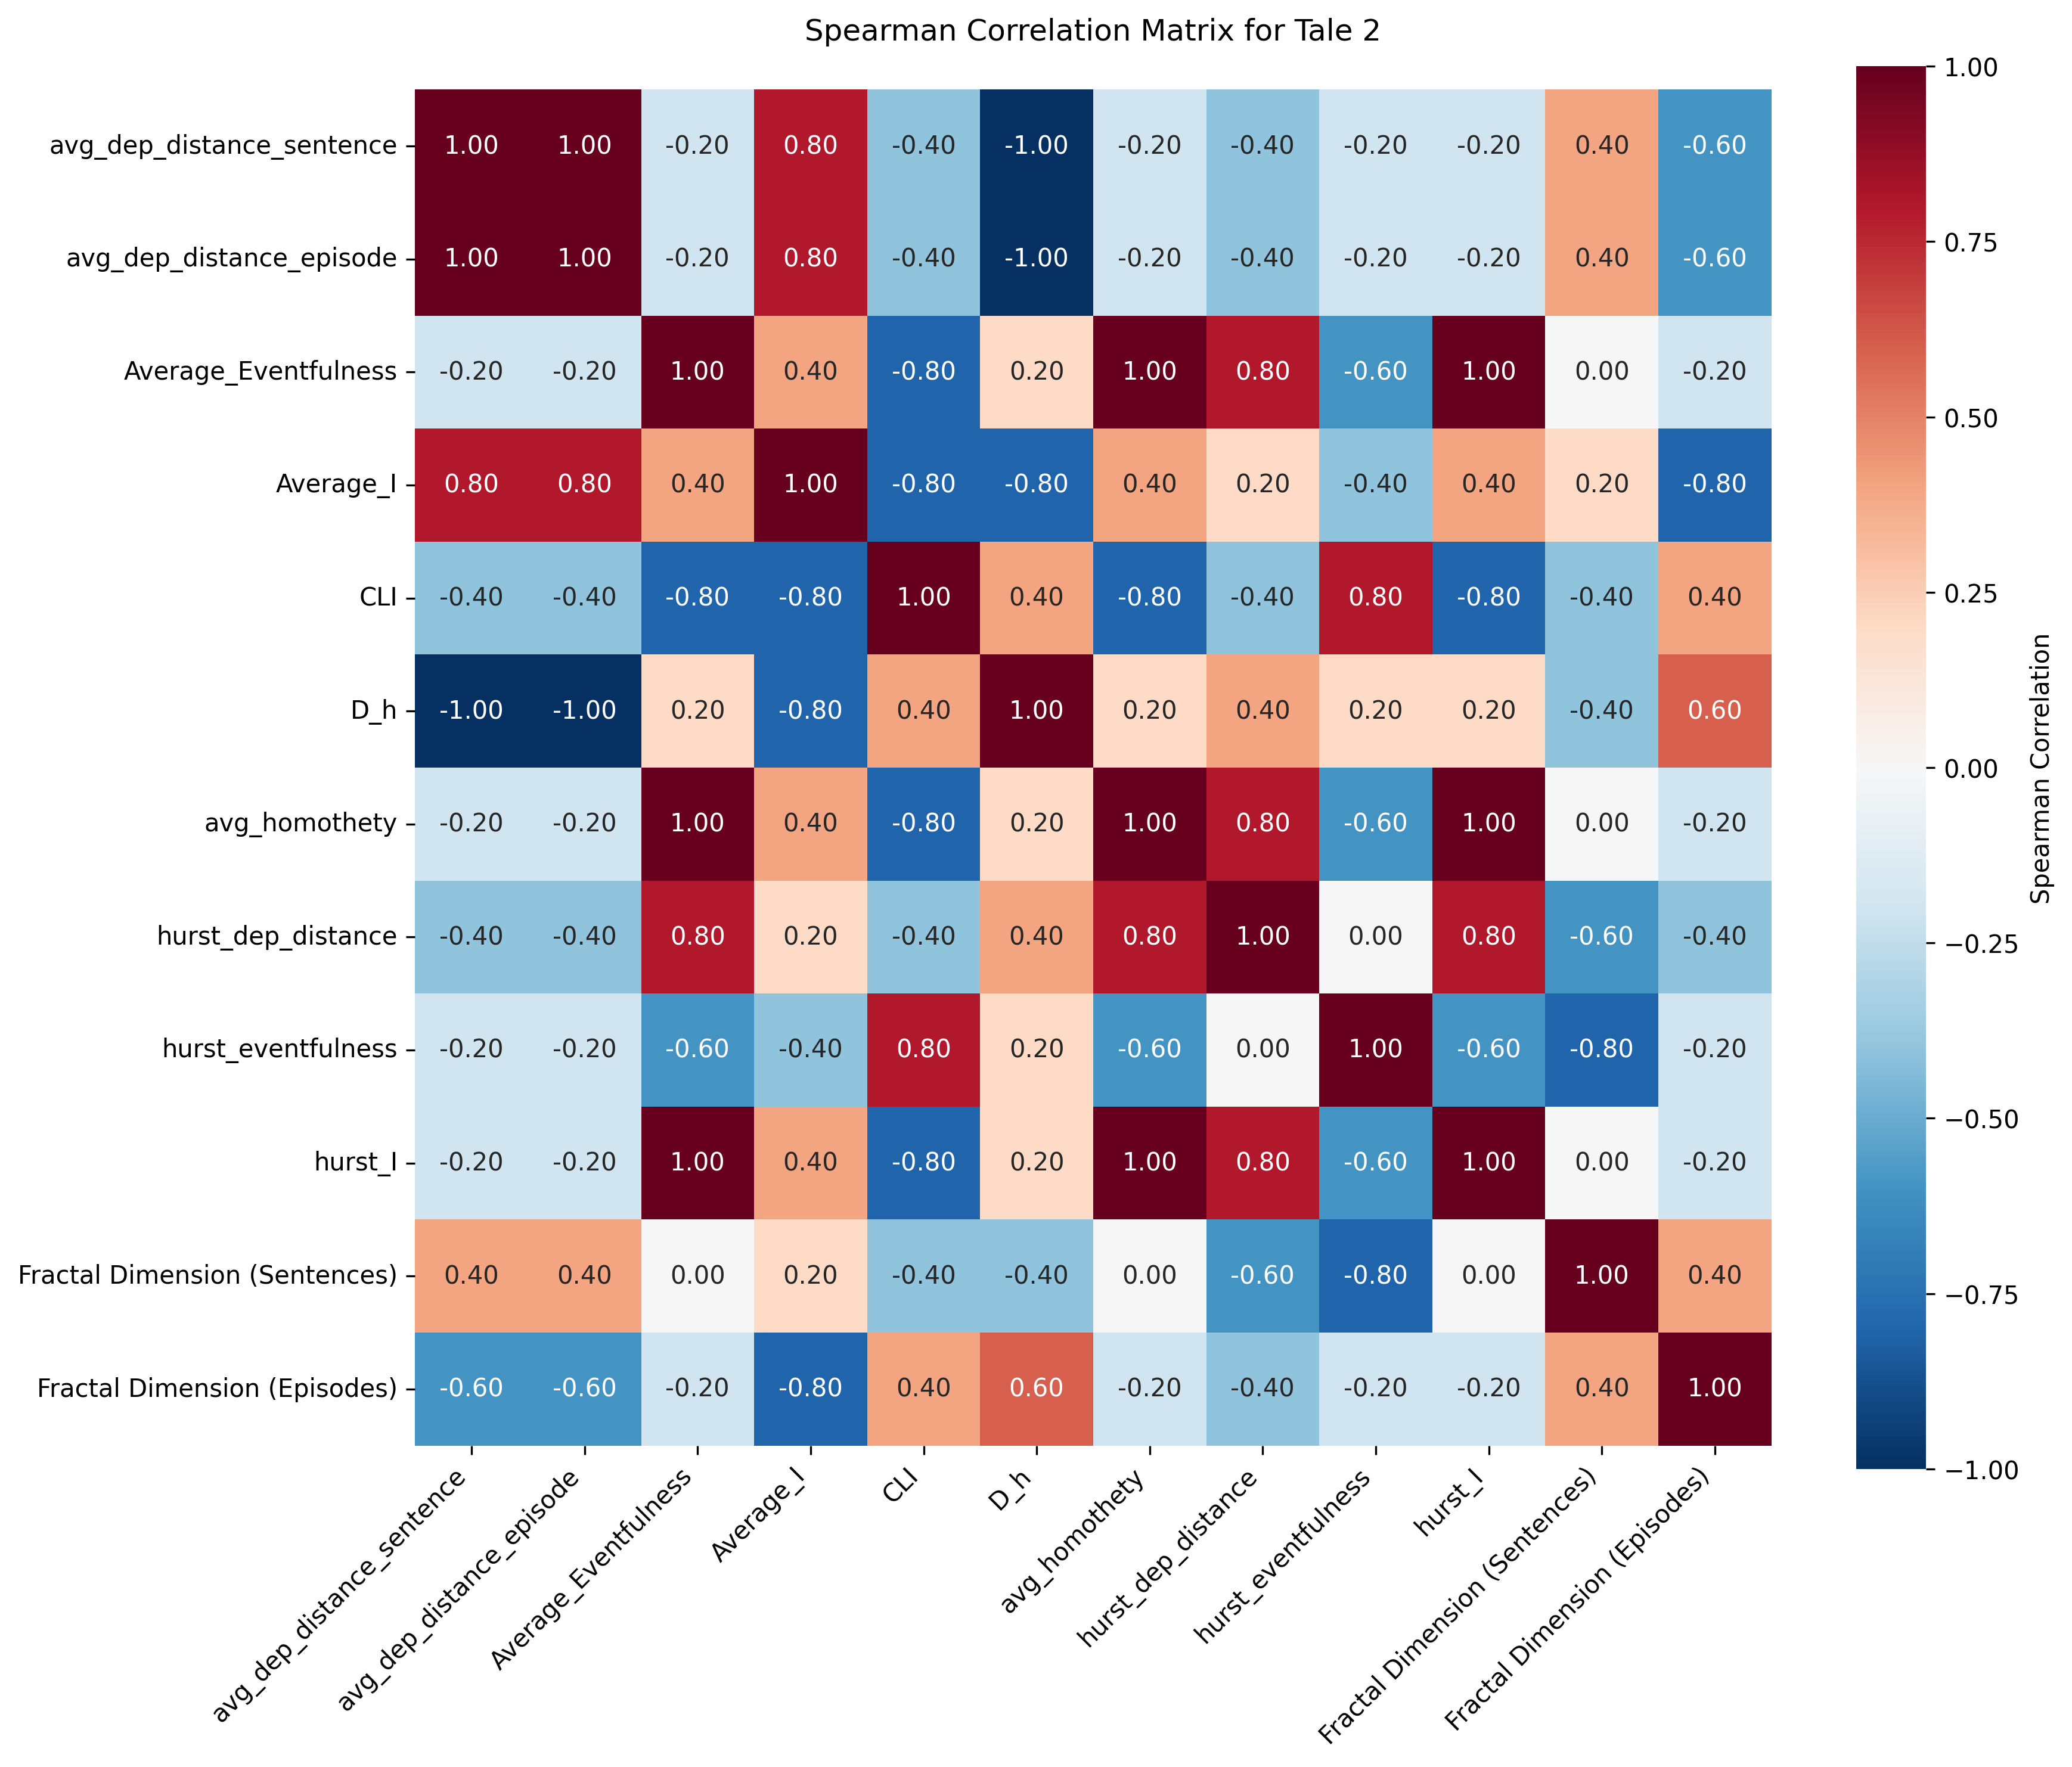 Spearman Correlation Matrix for Tale 2
avg_dep_distance_sentence 1.00 1.00 -0.20 0.80 -0.40 -1.00 -0.20 -0.40 -0.20 -0.20 0.40 -0.60
avg_dep_distance_episode 1.00 1.00 -0.20 0.80 -0.40 -1.00 -0.20 -0.40 -0.20 -0.20 0.40 -0.60
Average_Eventfulness -0.20 -0.20 1.00 0.40 -0.80 0.20 1.00 0.80 -0.60 1.00 0.00 -0.20
Average_I 0.80 0.80 0.40 1.00 -0.80 -0.80 0.40 0.20 -0.40 0.40 0.20 -0.80
CLI -0.40 -0.40 -0.80 -0.80 1.00 0.40 -0.80 -0.40 0.80 -0.80 -0.40 0.40
D_h -1.00 -1.00 0.20 -0.80 0.40 1.00 0.20 0.40 0.20 0.20 -0.40 0.60
avg_homothety -0.20 -0.20 1.00 0.40 -0.80 0.20 1.00 0.80 -0.60 1.00 0.00 -0.20
hurst_dep_distance -0.40 -0.40 0.80 0.20 -0.40 0.40 0.80 1.00 0.00 0.80 -0.60 -0.40
hurst_eventfulness -0.20 -0.20 -0.60 -0.40 0.80 0.20 -0.60 0.00 1.00 -0.60 -0.80 -0.20
hurst_I -0.20 -0.20 1.00 0.40 -0.80 0.20 1.00 0.80 -0.60 1.00 0.00 -0.20
Fractal Dimension (Sentences) 0.40 0.40 0.00 0.20 -0.40 -0.40 0.00 -0.60 -0.80 0.00 1.00 0.40
Fractal Dimension (Episodes) -0.60 -0.60 -0.20 -0.80 0.40 0.60 -0.20 -0.40 -0.20 -0.20 0.40 1.00
avg_dep_distance_sentence
avg_dep_distance_episode
Average_Eventfulness
Average_I
CLI
D_h
avg_homothety
hurst_dep_distance
hurst_eventfulness
hurst_I
Fractal Dimension (Sentences)
Fractal Dimension (Episodes)
1.00
0.75
0.50
0.25
0.00
−0.25
−0.50
−0.75
−1.00
Spearman Correlation